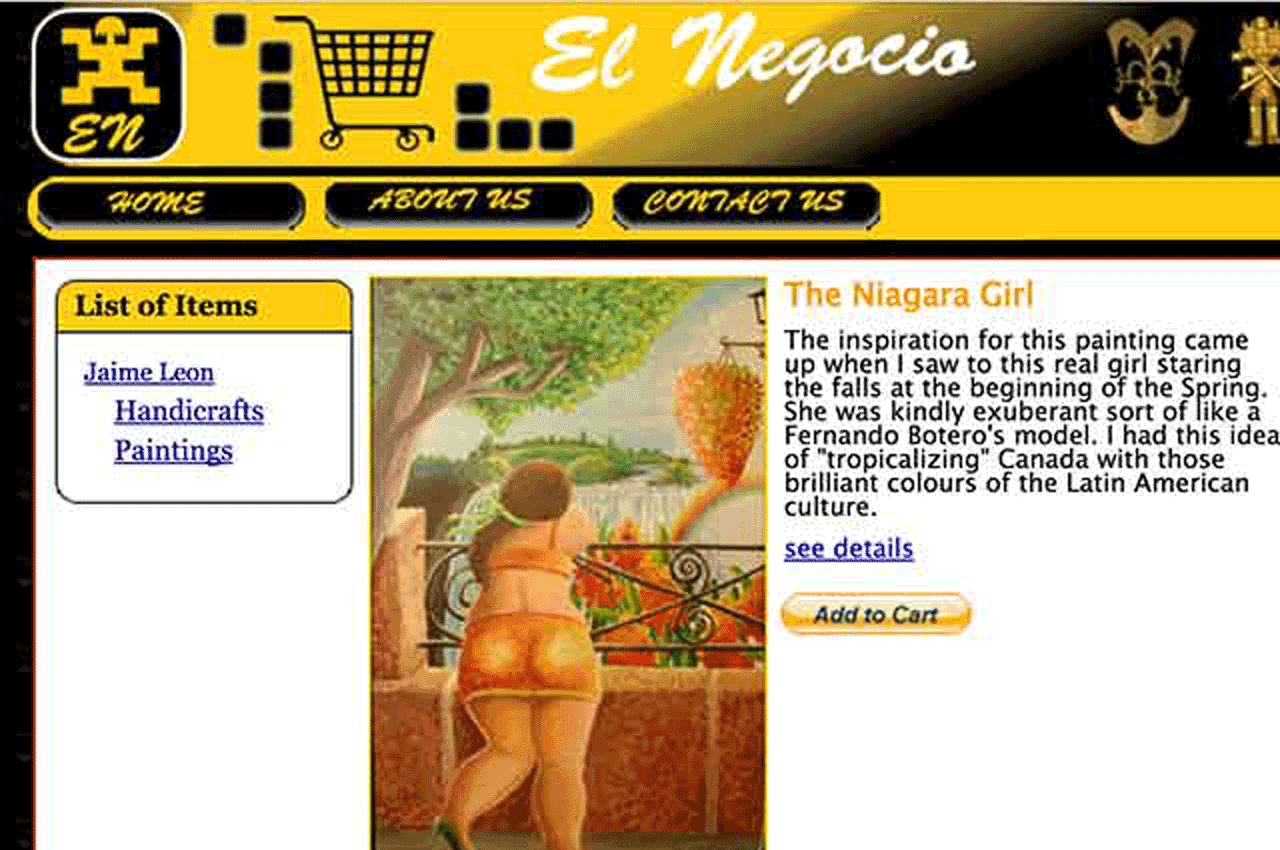 El Negocio
EN
HOME
ABOUT US
CONTACT US
List of Items
Jaime Leon
Handicrafts
Paintings
The Niagara Girl
The inspiration for this painting came
up when I saw to this real girl staring
the falls at the beginning of the Spring.
She was kindly exuberant sort of like a
Fernando Botero's model. I had this idea
of "tropicalizing" Canada with those
brilliant colours of the Latin American
culture.
see details
Add to Cart